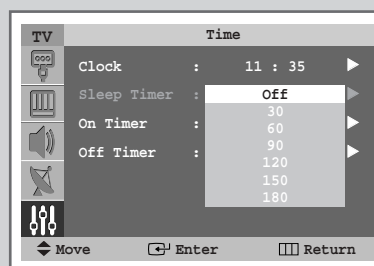 TV Time
Clock : 11 : 35
Sleep Timer : Off
30
On Timer : 60
90
Off Timer : 120
150
180
Move Enter Return